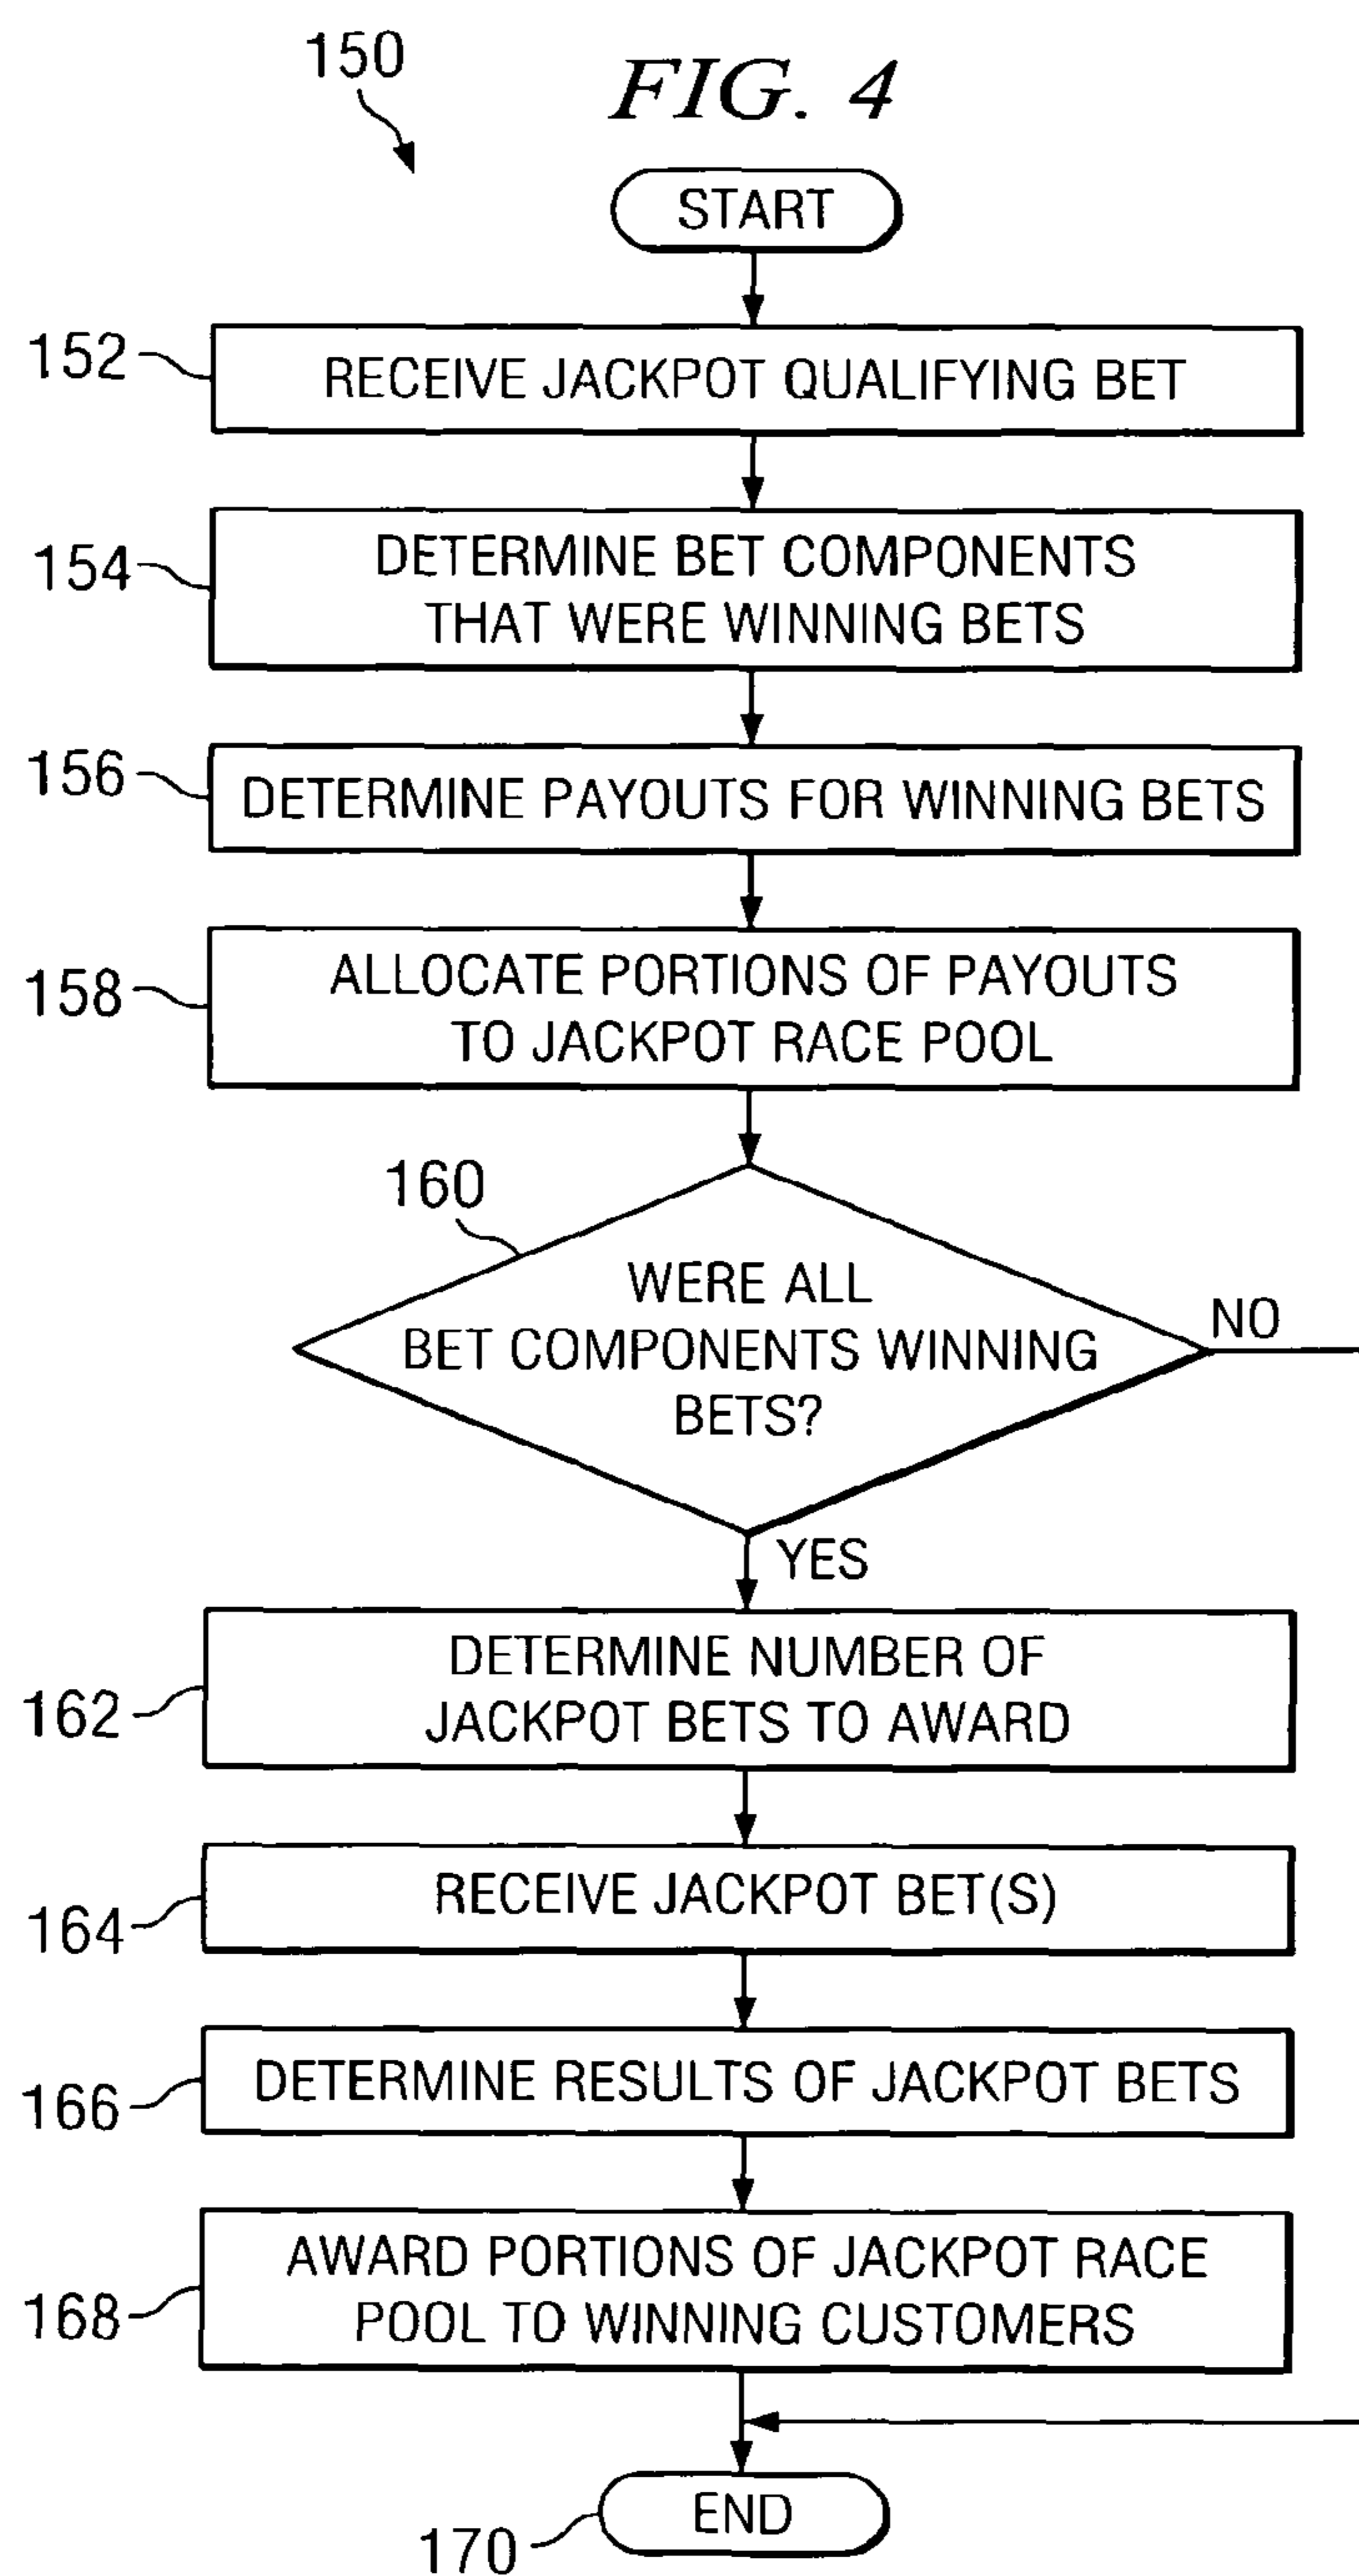 150
FIG. 4
START
152
RECEIVE JACKPOT QUALIFYING BET
154
DETERMINE BET COMPONENTS
THAT WERE WINNING BETS
156
DETERMINE PAYOUTS FOR WINNING BETS
158
ALLOCATE PORTIONS OF PAYOUTS
TO JACKPOT RACE POOL
160
WERE ALL
BET COMPONENTS WINNING
BETS?
NO
YES
162
DETERMINE NUMBER OF
JACKPOT BETS TO AWARD
164
RECEIVE JACKPOT BET(S)
166
DETERMINE RESULTS OF JACKPOT BETS
168
AWARD PORTIONS OF JACKPOT RACE
POOL TO WINNING CUSTOMERS
END
170